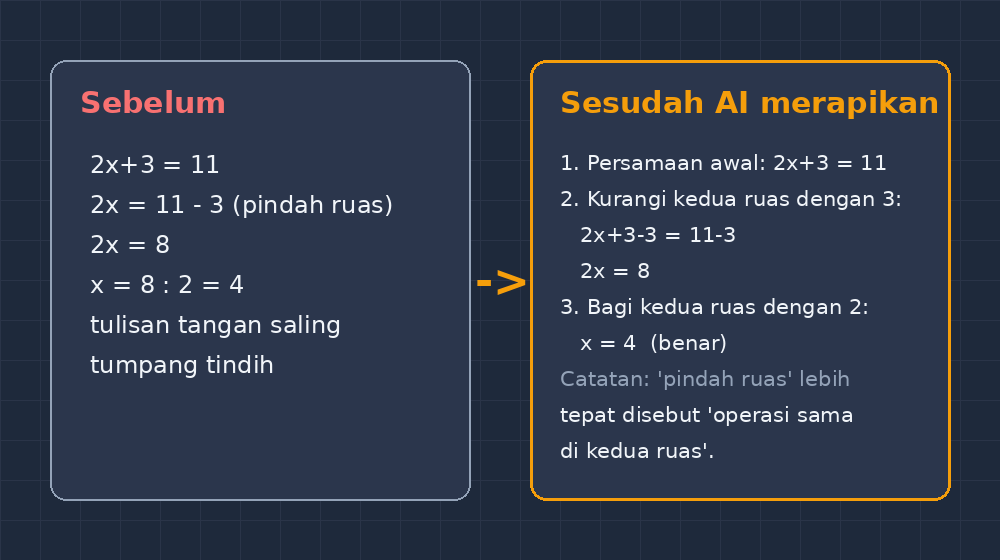 Sebelum
2x+3 = 11
2x = 11 - 3 (pindah ruas)
2x = 8
x = 8 : 2 = 4
tulisan tangan saling
tumpang tindih
->
Sesudah AI merapikan
1. Persamaan awal: 2x+3 = 11
2. Kurangi kedua ruas dengan 3:
2x+3-3 = 11-3
2x = 8
3. Bagi kedua ruas dengan 2:
x = 4  (benar)
Catatan: 'pindah ruas' lebih
tepat disebut 'operasi sama
di kedua ruas'.